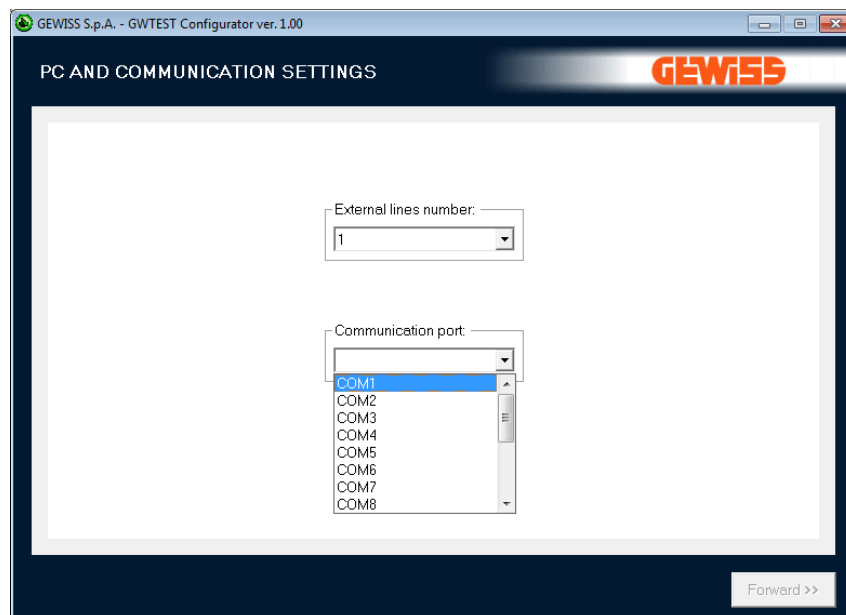 GEWISS S.p.A. - GWTEST Configurator ver. 1.00
PC AND COMMUNICATION SETTINGS
GEWiSS
External lines number:
1
Communication port:
COM1
COM2
COM3
COM4
COM5
COM6
COM7
COM8
Forward >>